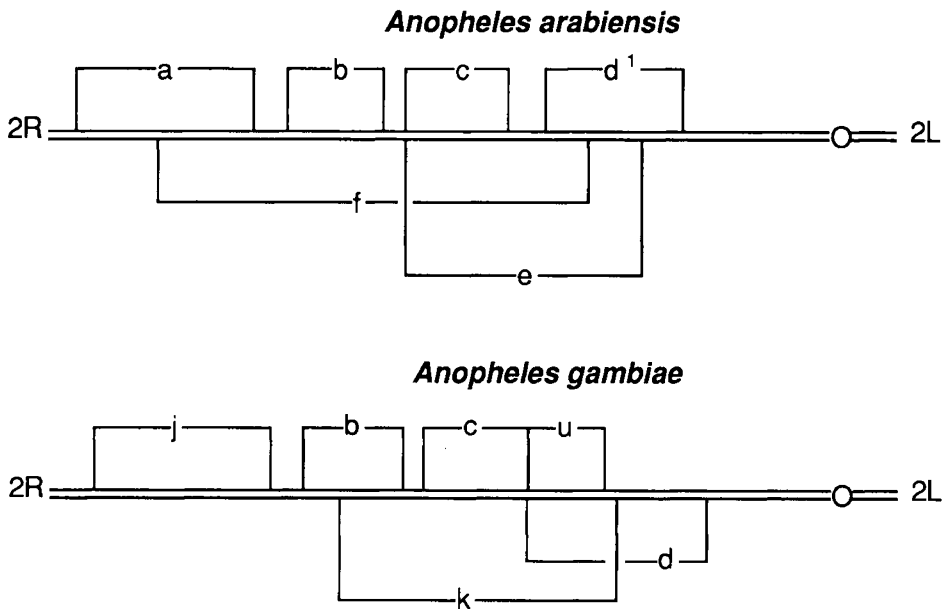 Anopheles arabiensis
a b c d¹
2R 2L
f
e
Anopheles gambiae
j b c u
2R 2L
d
k